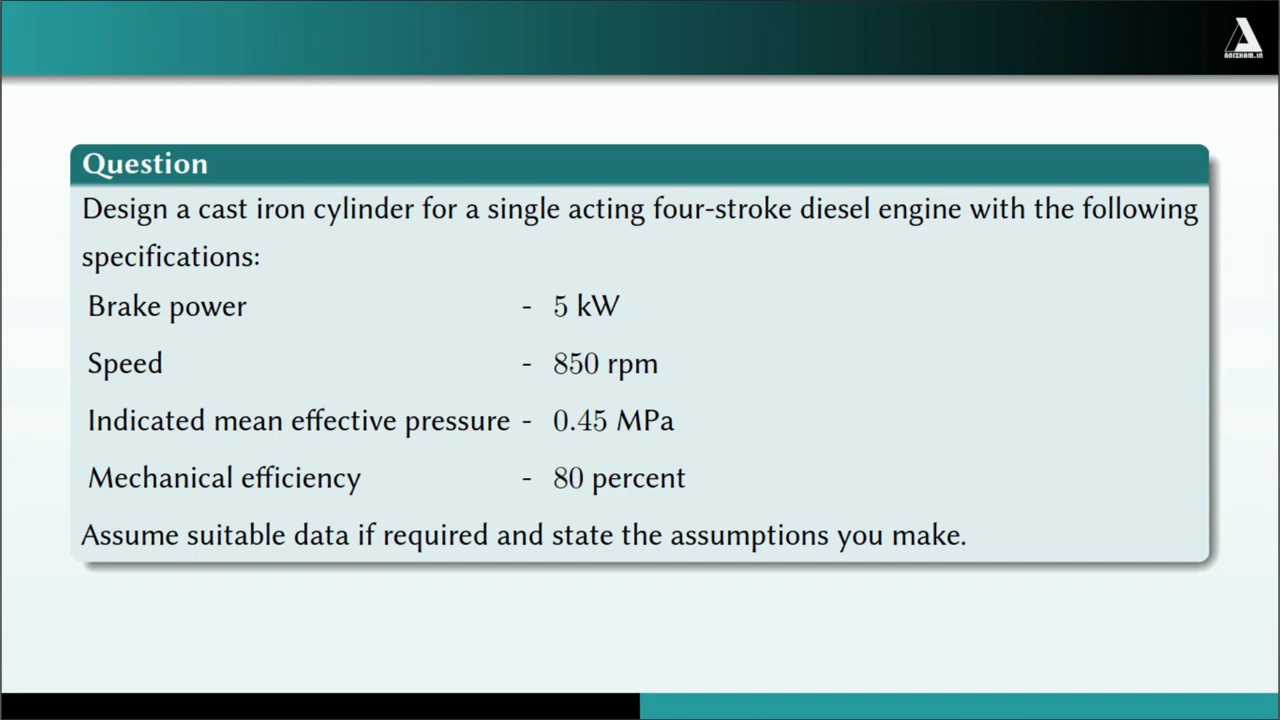 ANIZHAM.IN
Question
Design a cast iron cylinder for a single acting four-stroke diesel engine with the following
specifications:
Brake power - 5 kW
Speed - 850 rpm
Indicated mean effective pressure - 0.45 MPa
Mechanical efficiency - 80 percent
Assume suitable data if required and state the assumptions you make.